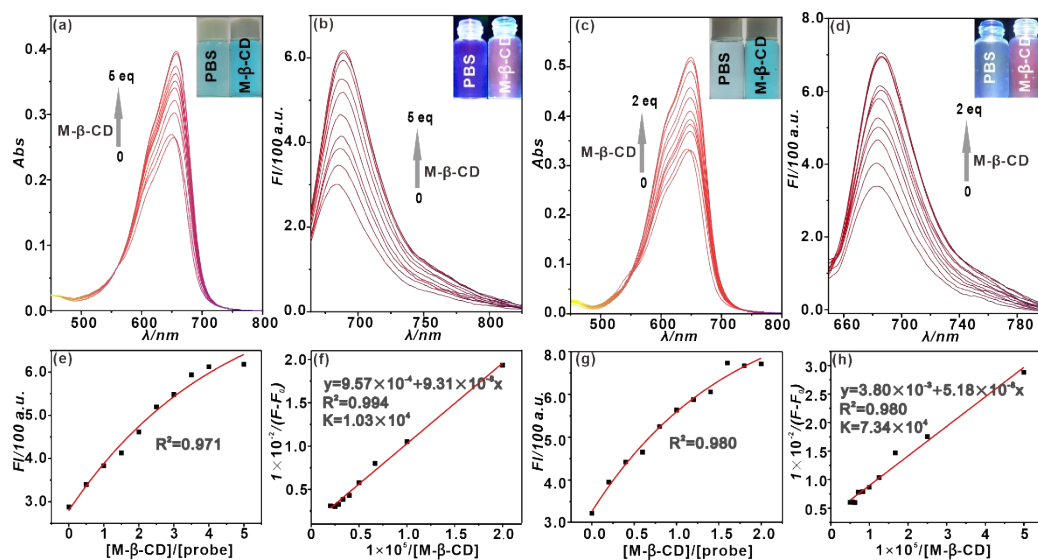 (a)
PBS
M-β-CD
5 eq
M-β-CD
0
Abs
0.4
0.3
0.2
0.1
0.0
500 600 700 800
λ/nm
(b)
PBS
M-β-CD
5 eq
M-β-CD
0
FI/100 a.u.
6.0
4.0
2.0
0.0
700 750 800
λ/nm
(c)
PBS
M-β-CD
2 eq
M-β-CD
0
Abs
0.5
0.4
0.3
0.2
0.1
0.0
500 600 700 800
λ/nm
(d)
PBS
M-β-CD
2 eq
M-β-CD
0
FI/100 a.u.
8.0
6.0
4.0
2.0
0.0
660 700 740 780
λ/nm
(e)
R²=0.971
FI/100 a.u.
6.0
5.0
4.0
3.0
0 1 2 3 4 5
[M-β-CD]/[probe]
(f)
y=9.57×10⁻⁴+9.31×10⁻⁸x
R²=0.994
K=1.03×10⁴
1×10⁻²/(F-F₀)
2.0
1.5
1.0
0.5
0.0 1.0 2.0
1×10⁵/[M-β-CD]
(g)
R²=0.980
FI/100 a.u.
8.0
6.0
5.0
4.0
3.0
0.0 0.5 1.0 1.5 2.0
[M-β-CD]/[probe]
(h)
y=3.80×10⁻³+5.18×10⁻⁸x
R²=0.980
K=7.34×10⁴
1×10⁻²/(F-F₀)
3.0
2.5
2.0
1.5
1.0
0.5
0 1 2 3 4 5
1×10⁵/[M-β-CD]